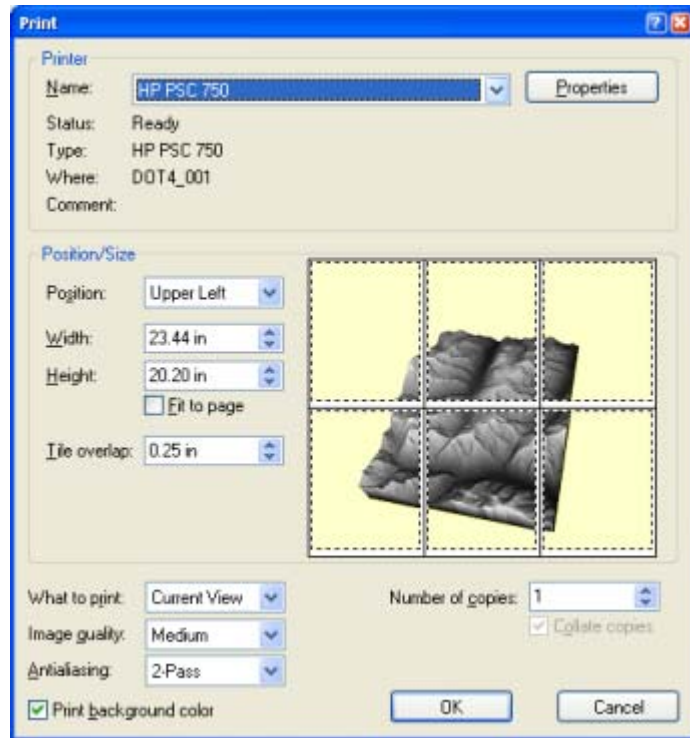 Print
Printer
Name: HP PSC 750 Properties
Status: Ready
Type: HP PSC 750
Where: DOT4_001
Comment:
Position/Size
Position: Upper Left
Width: 23.44 in
Height: 20.20 in
Fit to page
Tile overlap: 0.25 in
What to print: Current View Number of copies: 1
Image quality: Medium Collate copies
Antialiasing: 2-Pass
Print background color OK Cancel